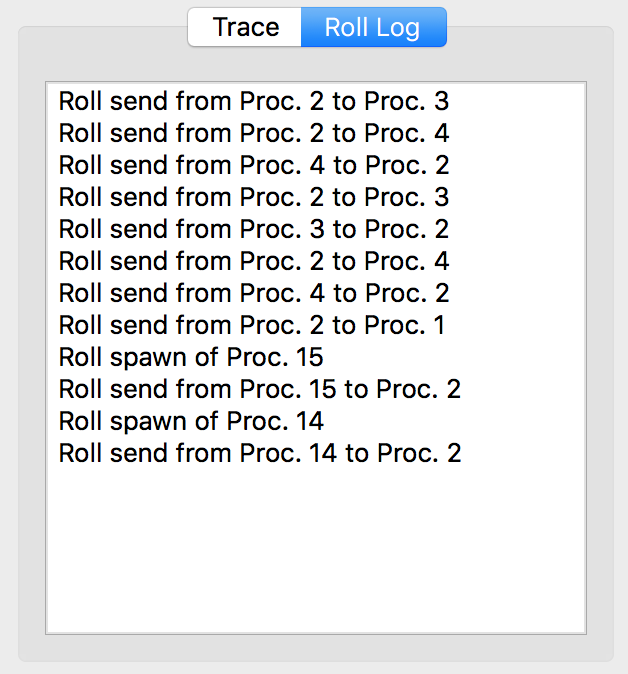 Trace Roll Log
Roll send from Proc. 2 to Proc. 3
Roll send from Proc. 2 to Proc. 4
Roll send from Proc. 4 to Proc. 2
Roll send from Proc. 2 to Proc. 3
Roll send from Proc. 3 to Proc. 2
Roll send from Proc. 2 to Proc. 4
Roll send from Proc. 4 to Proc. 2
Roll send from Proc. 2 to Proc. 1
Roll spawn of Proc. 15
Roll send from Proc. 15 to Proc. 2
Roll spawn of Proc. 14
Roll send from Proc. 14 to Proc. 2